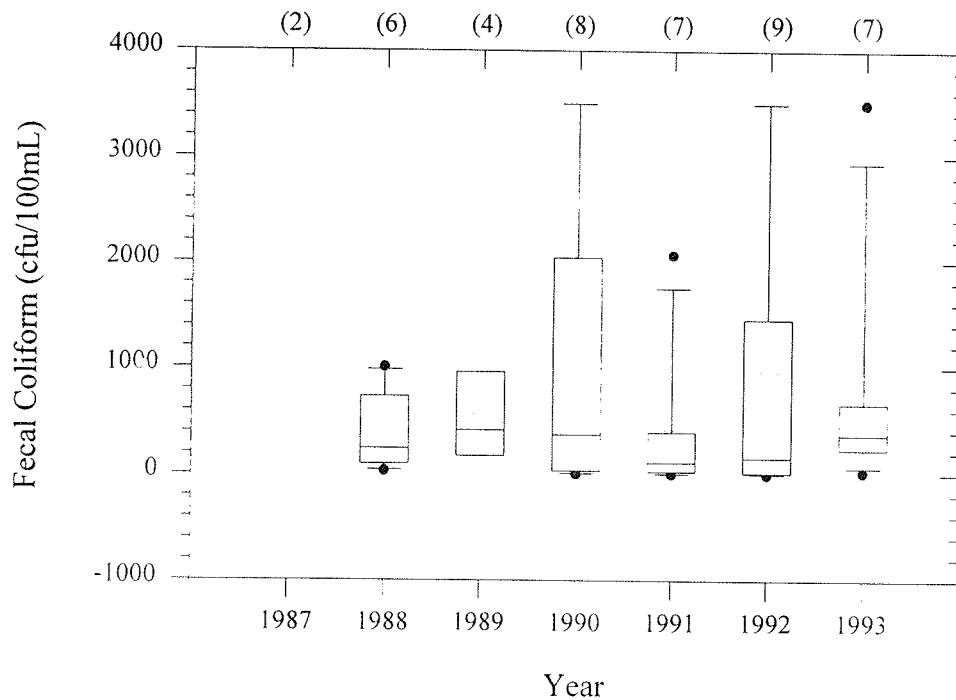 (2) (6) (4) (8) (7) (9) (7)
4000
3000
2000
1000
0
-1000
Fecal Coliform (cfu/100mL)
1987 1988 1989 1990 1991 1992 1993
Year